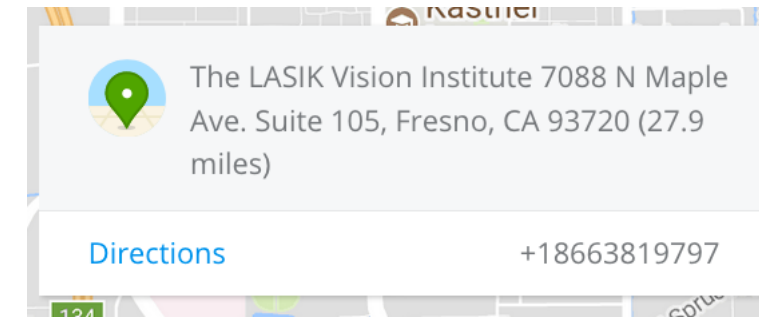 Kastner
The LASIK Vision Institute 7088 N Maple
Ave. Suite 105, Fresno, CA 93720 (27.9
miles)
Directions
+18663819797
134
Spruc